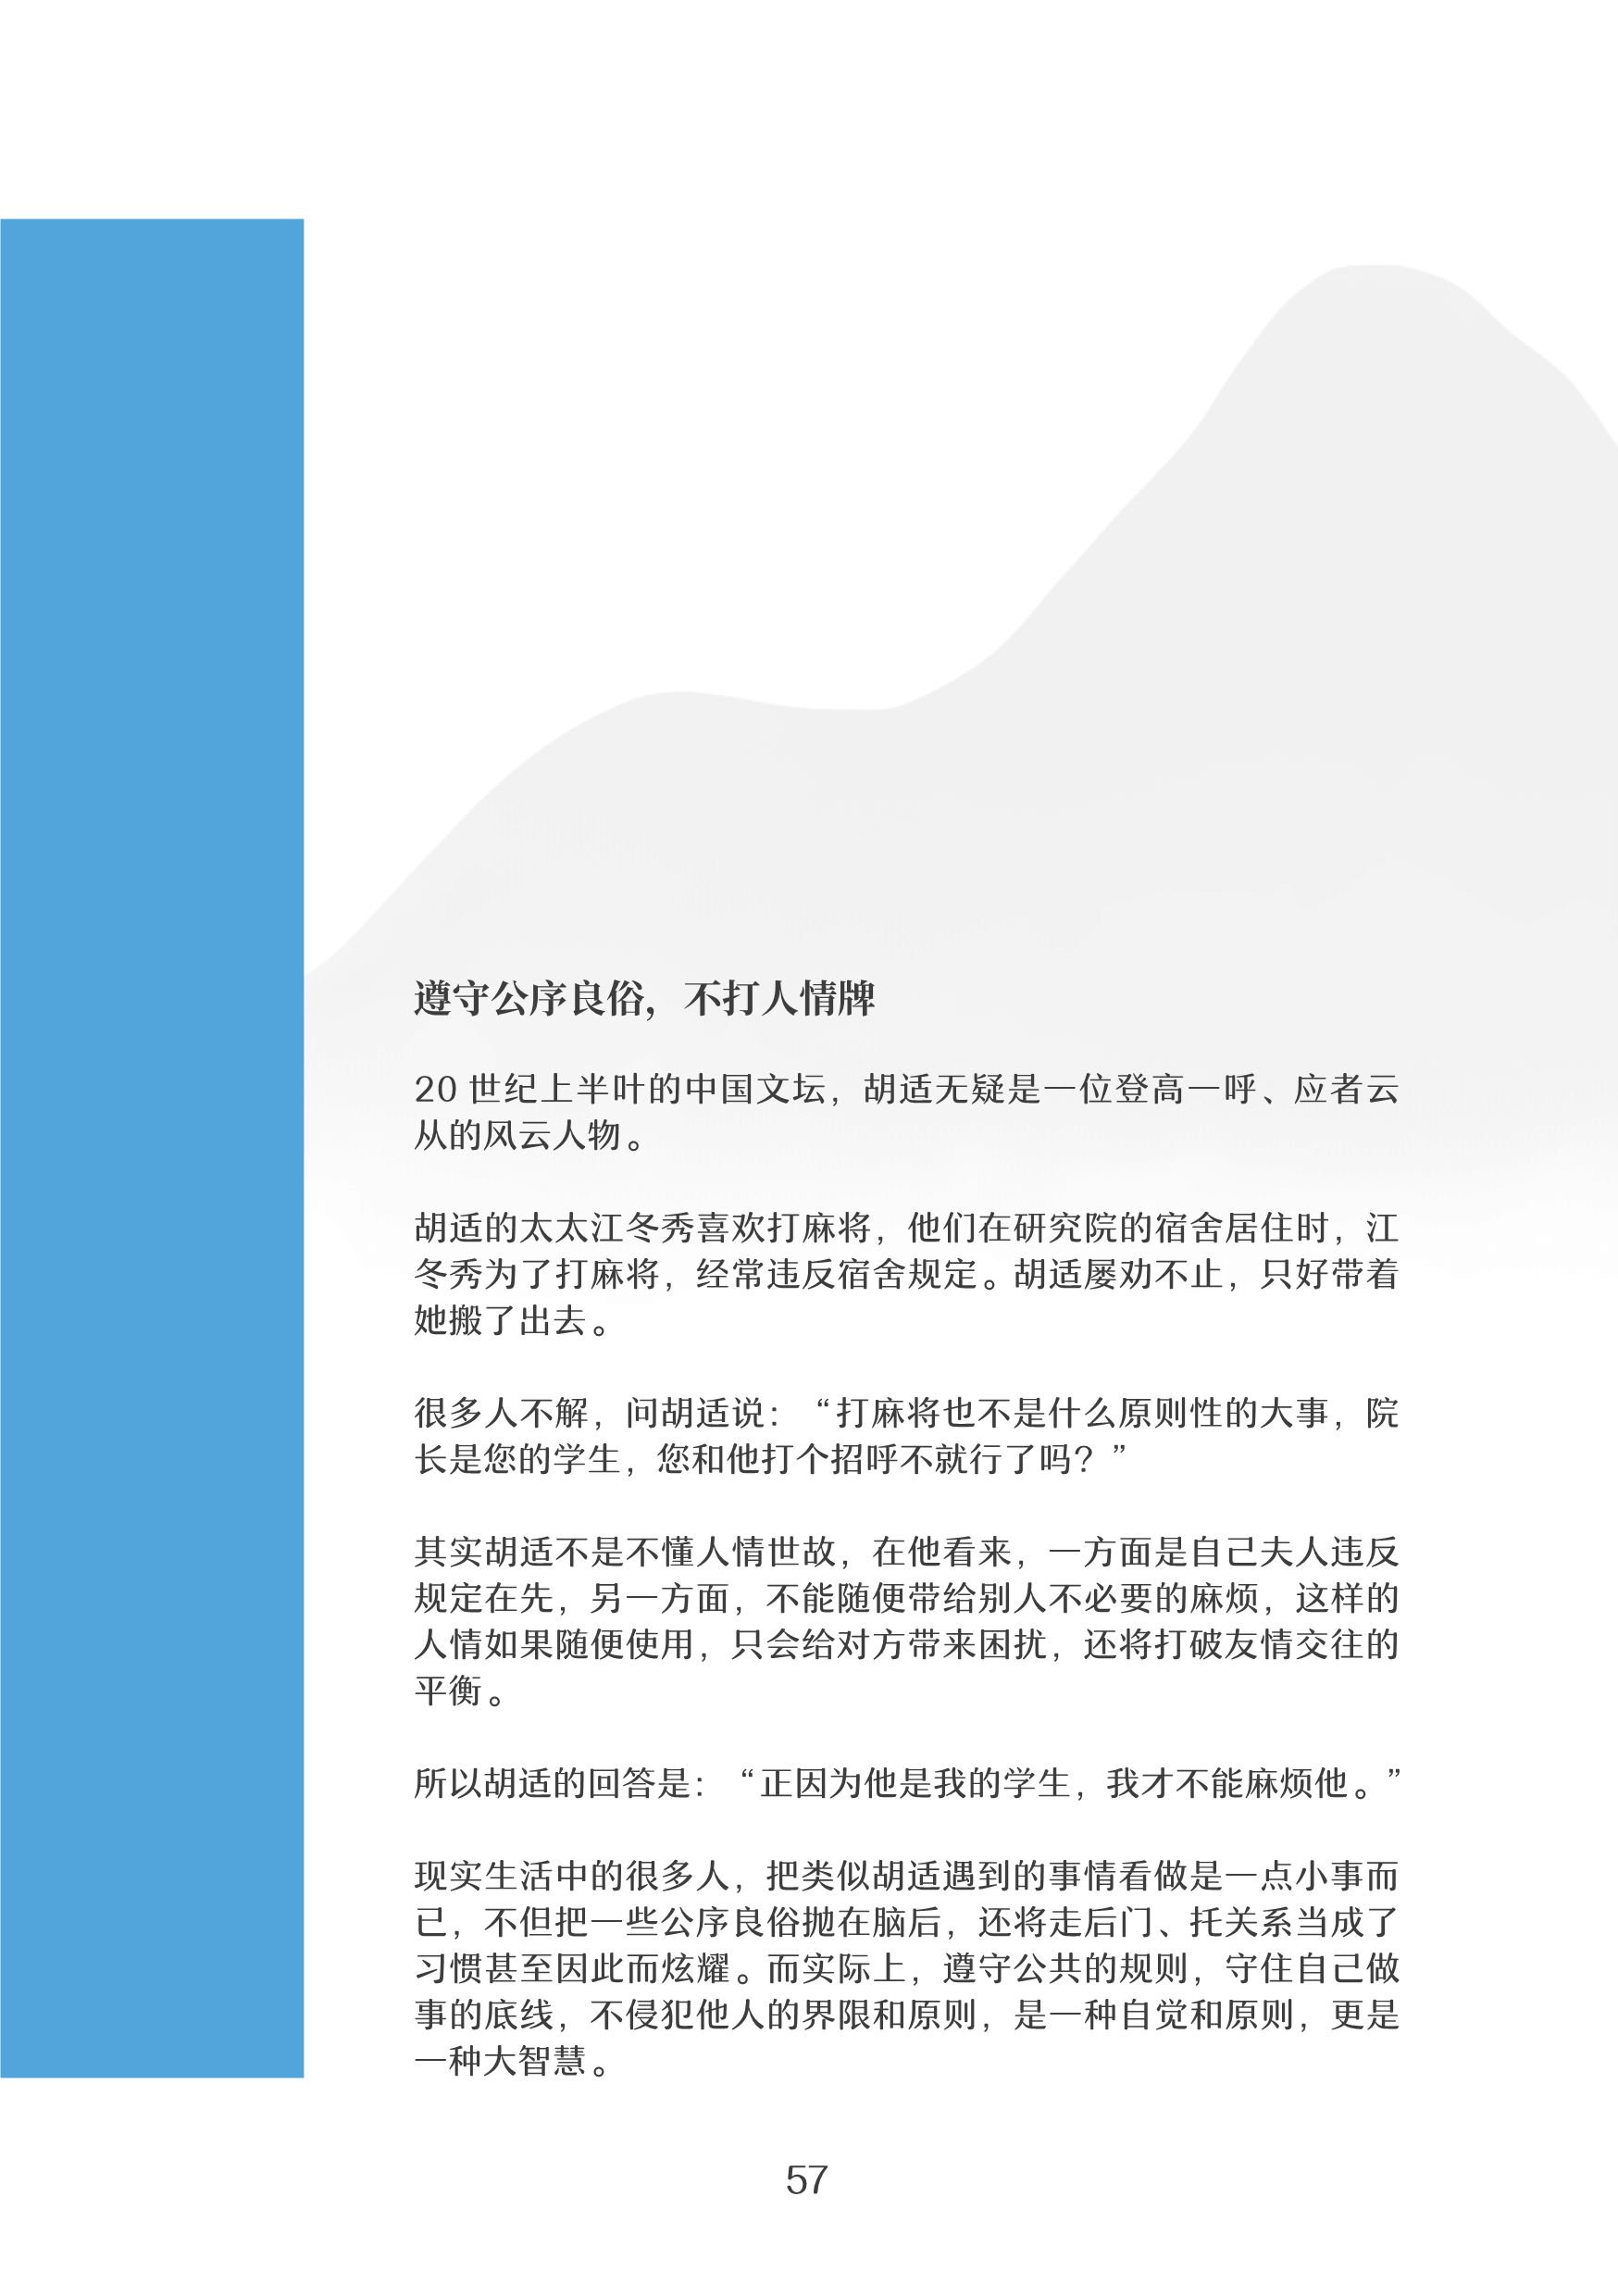 遵守公序良俗，不打人情牌
20 世纪上半叶的中国文坛，胡适无疑是一位登高一呼、应者云
从的风云人物。
胡适的太太江冬秀喜欢打麻将，他们在研究院的宿舍居住时，江
冬秀为了打麻将，经常违反宿舍规定。胡适屡劝不止，只好带着
她搬了出去。
很多人不解，问胡适说：“打麻将也不是什么原则性的大事，院
长是您的学生，您和他打个招呼不就行了吗？”
其实胡适不是不懂人情世故，在他看来，一方面是自己夫人违反
规定在先，另一方面，不能随便带给别人不必要的麻烦，这样的
人情如果随便使用，只会给对方带来困扰，还将打破友情交往的
平衡。
所以胡适的回答是：“正因为他是我的学生，我才不能麻烦他。”
现实生活中的很多人，把类似胡适遇到的事情看做是一点小事而
已，不但把一些公序良俗抛在脑后，还将走后门、托关系当成了
习惯甚至因此而炫耀。而实际上，遵守公共的规则，守住自己做
事的底线，不侵犯他人的界限和原则，是一种自觉和原则，更是
一种大智慧。
57